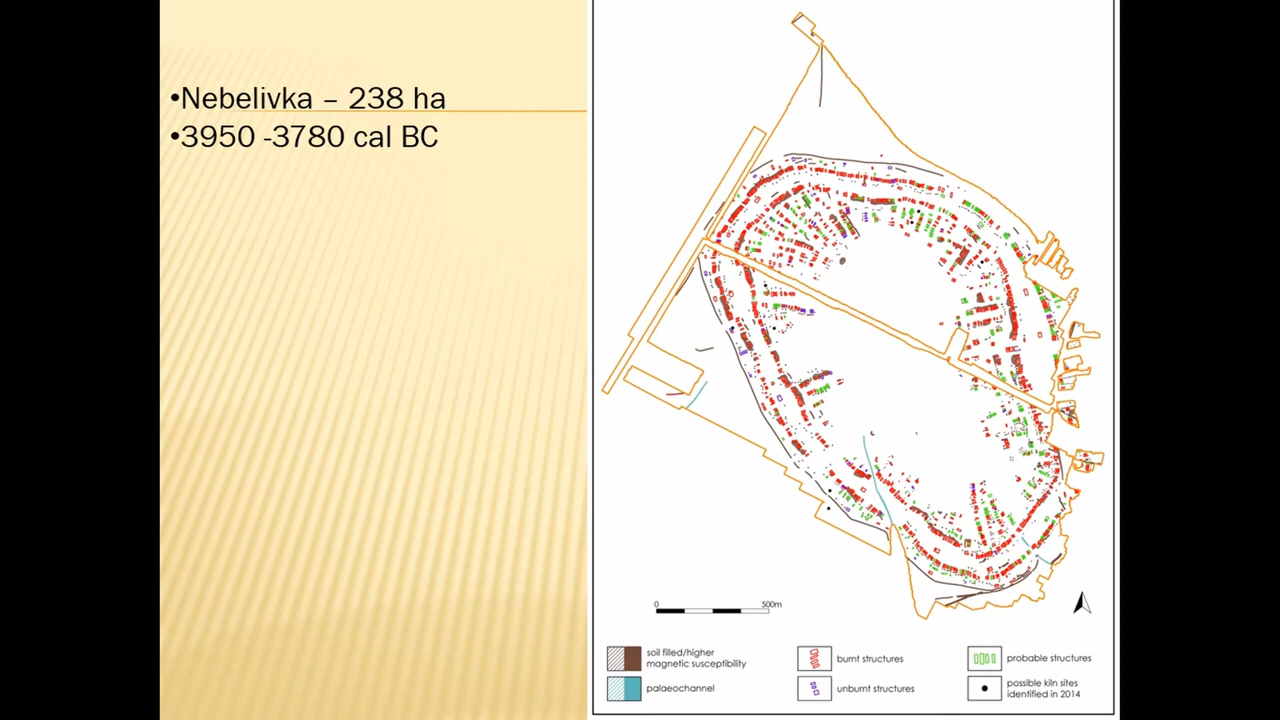 •Nebelivka – 238 ha
•3950 -3780 cal BC
0 500m
soil filled/higher
magnetic susceptibility
palaeochannel
burnt structures
unburnt structures
probable structures
possible kiln sites
identified in 2014